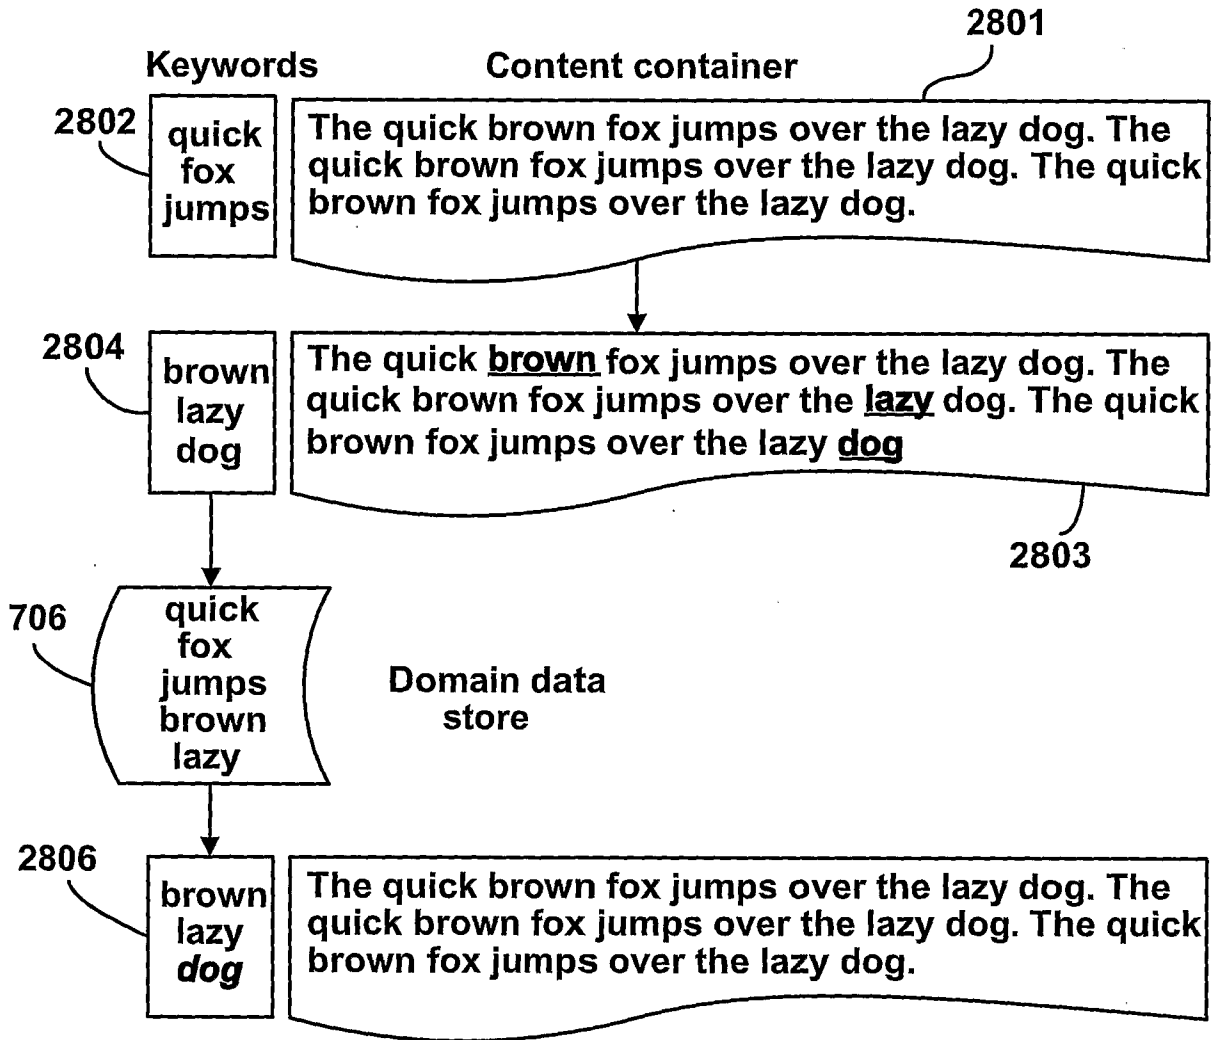 2801
Keywords
Content container
2802
quick
fox
jumps
The quick brown fox jumps over the lazy dog. The
quick brown fox jumps over the lazy dog. The quick
brown fox jumps over the lazy dog.
2804
brown
lazy
dog
The quick brown fox jumps over the lazy dog. The
quick brown fox jumps over the lazy dog. The quick
brown fox jumps over the lazy dog
2803
706
quick
fox
jumps
brown
lazy
Domain data
store
2806
brown
lazy
dog
The quick brown fox jumps over the lazy dog. The
quick brown fox jumps over the lazy dog. The quick
brown fox jumps over the lazy dog.